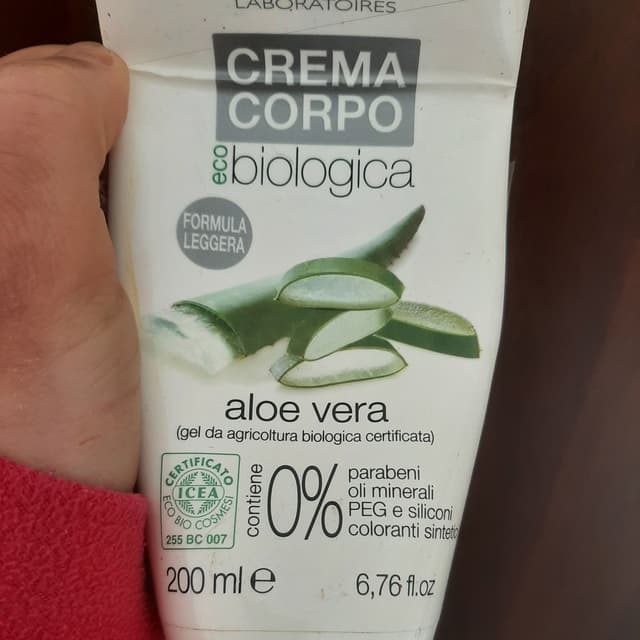 LABORATOIRES
CREMA
CORPO
eco biologica
FORMULA
LEGGERA
aloe vera
(gel da agricoltura biologica certificata)
CERTIFICATO
ICEA
ECO BIO COSMESI
255 BC 007
contiene
0%
parabeni
oli minerali
PEG e siliconi
coloranti sintetic
200 ml e
6,76 fl.oz